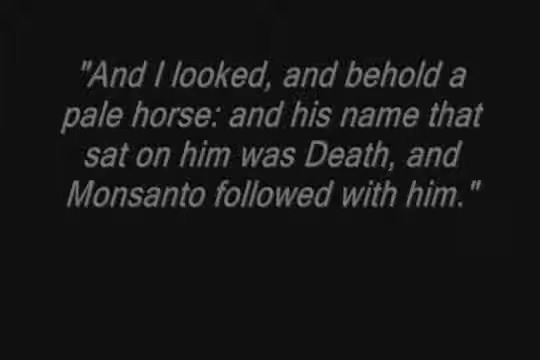 "And I looked, and behold a
pale horse: and his name that
sat on him was Death, and
Monsanto followed with him."